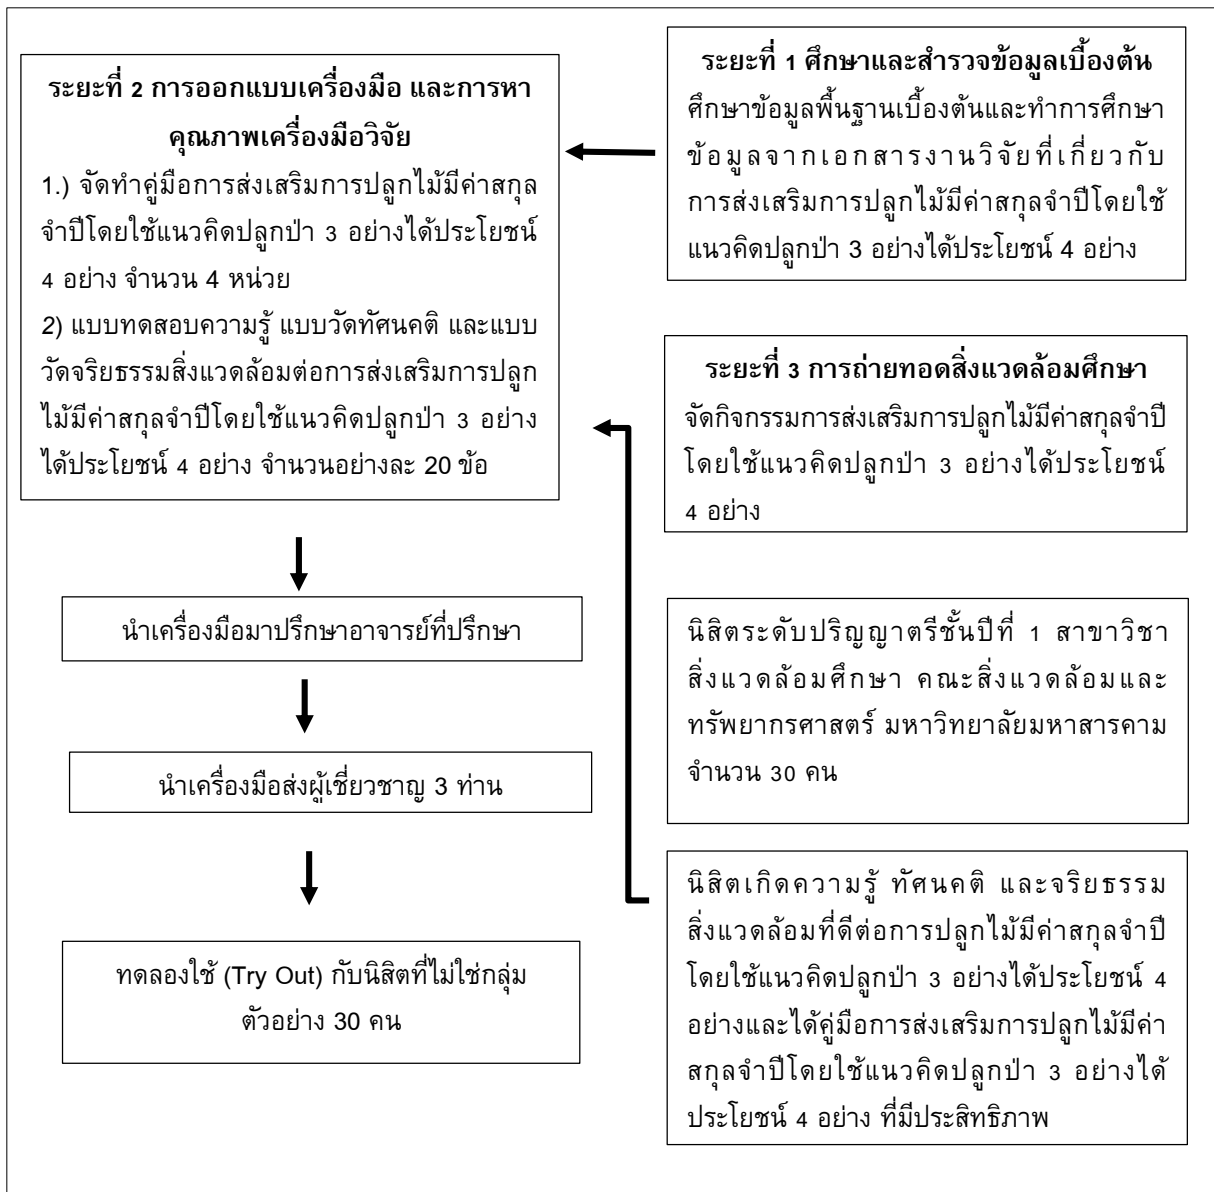 ระยะที่ 1 ศึกษาและสำรวจข้อมูลเบื้องต้น
ศึกษาข้อมูลพื้นฐานเบื้องต้นและทำการศึกษา
ข้อมูลจากเอกสารงานวิจัยที่เกี่ยวกับ
การส่งเสริมการปลูกไม้มีค่าสกุลจำปีโดยใช้
แนวคิดปลูกป่า 3 อย่างได้ประโยชน์ 4 อย่าง
ระยะที่ 2 การออกแบบเครื่องมือ และการหา
คุณภาพเครื่องมือวิจัย
1.) จัดทำคู่มือการส่งเสริมการปลูกไม้มีค่าสกุล
จำปีโดยใช้แนวคิดปลูกป่า 3 อย่างได้ประโยชน์
4 อย่าง จำนวน 4 หน่วย
2) แบบทดสอบความรู้ แบบวัดทัศนคติ และแบบ
วัดจริยธรรมสิ่งแวดล้อมต่อการส่งเสริมการปลูก
ไม้มีค่าสกุลจำปีโดยใช้แนวคิดปลูกป่า 3 อย่าง
ได้ประโยชน์ 4 อย่าง จำนวนอย่างละ 20 ข้อ
นำเครื่องมือมาปรึกษาอาจารย์ที่ปรึกษา
นำเครื่องมือส่งผู้เชี่ยวชาญ 3 ท่าน
ทดลองใช้ (Try Out) กับนิสิตที่ไม่ใช่กลุ่ม
ตัวอย่าง 30 คน
ระยะที่ 3 การถ่ายทอดสิ่งแวดล้อมศึกษา
จัดกิจกรรมการส่งเสริมการปลูกไม้มีค่าสกุลจำปี
โดยใช้แนวคิดปลูกป่า 3 อย่างได้ประโยชน์
4 อย่าง
นิสิตระดับปริญญาตรีชั้นปีที่ 1 สาขาวิชา
สิ่งแวดล้อมศึกษา คณะสิ่งแวดล้อมและ
ทรัพยากรศาสตร์ มหาวิทยาลัยมหาสารคาม
จำนวน 30 คน
นิสิตเกิดความรู้ ทัศนคติ และจริยธรรม
สิ่งแวดล้อมที่ดีต่อการปลูกไม้มีค่าสกุลจำปี
โดยใช้แนวคิดปลูกป่า 3 อย่างได้ประโยชน์ 4
อย่างและได้คู่มือการส่งเสริมการปลูกไม้มีค่า
สกุลจำปีโดยใช้แนวคิดปลูกป่า 3 อย่างได้
ประโยชน์ 4 อย่าง ที่มีประสิทธิภาพ